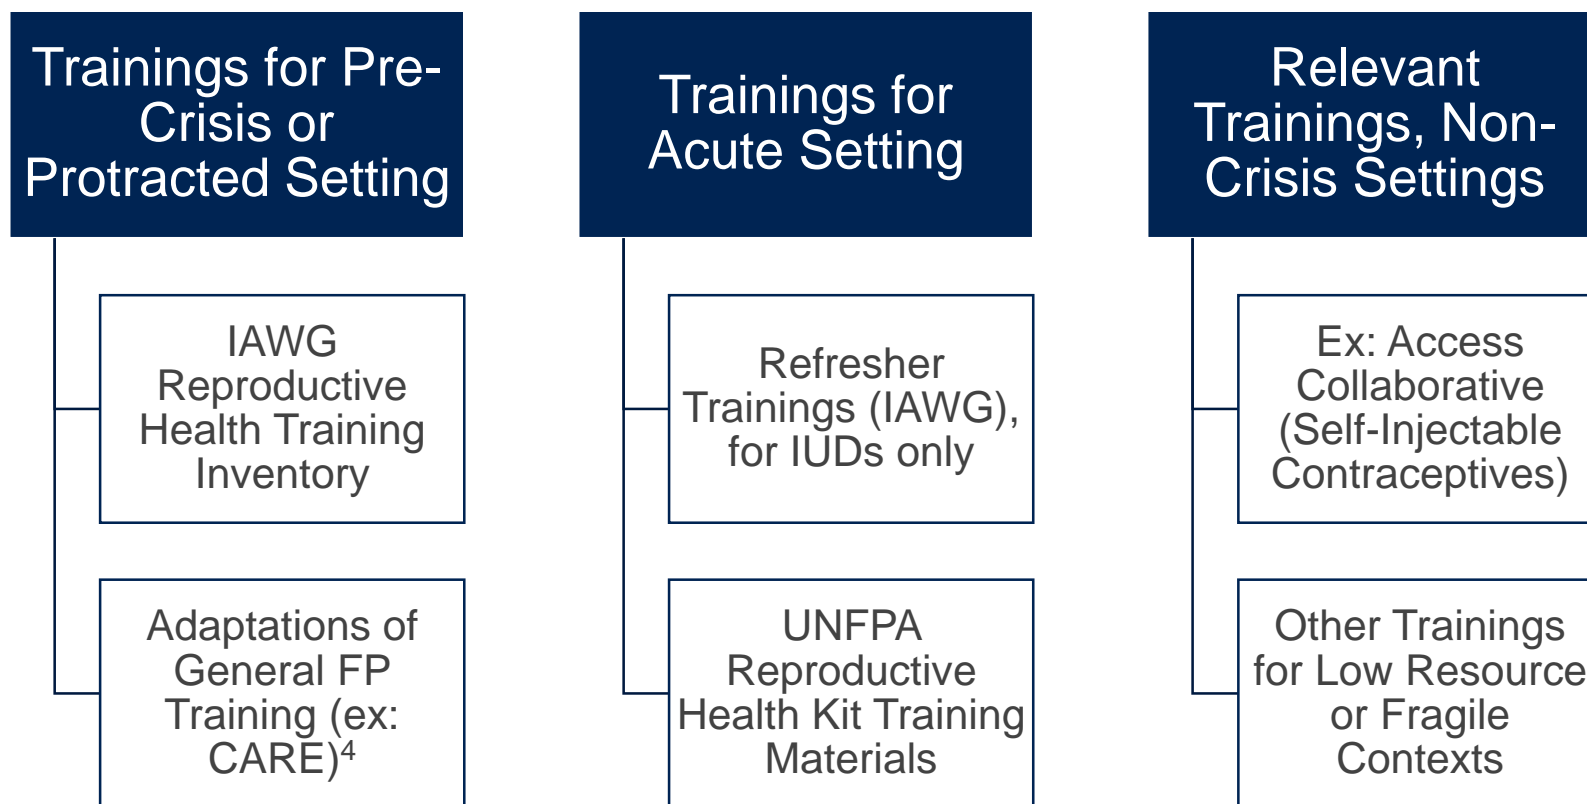 Trainings for Pre-
Crisis or
Protracted Setting
IAWG
Reproductive
Health Training
Inventory
Adaptations of
General FP
Training (ex:
CARE)4
Trainings for
Acute Setting
Refresher
Trainings (IAWG),
for IUDs only
UNFPA
Reproductive
Health Kit Training
Materials
Relevant
Trainings, Non-
Crisis Settings
Ex: Access
Collaborative
(Self-Injectable
Contraceptives)
Other Trainings
for Low Resource
or Fragile
Contexts